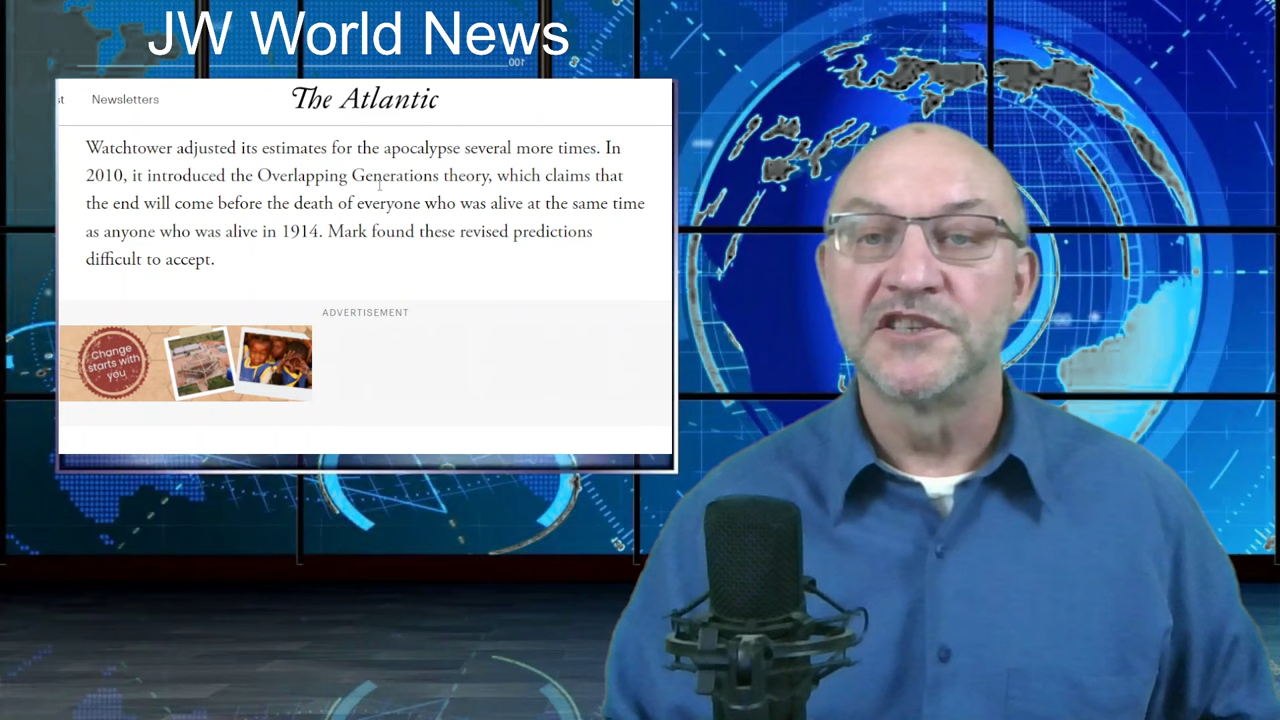 JW World News
st Newsletters The Atlantic
Watchtower adjusted its estimates for the apocalypse several more times. In
2010, it introduced the Overlapping Generations theory, which claims that
the end will come before the death of everyone who was alive at the same time
as anyone who was alive in 1914. Mark found these revised predictions
difficult to accept.
ADVERTISEMENT
Change
starts with
you